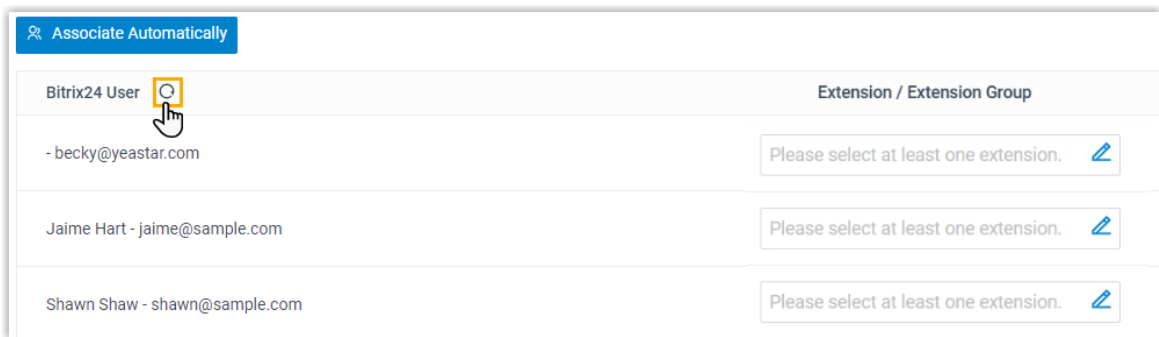 Associate Automatically
Bitrix24 User
Extension / Extension Group
- becky@yeastar.com
Please select at least one extension.
Jaime Hart - jaime@sample.com
Please select at least one extension.
Shawn Shaw - shawn@sample.com
Please select at least one extension.